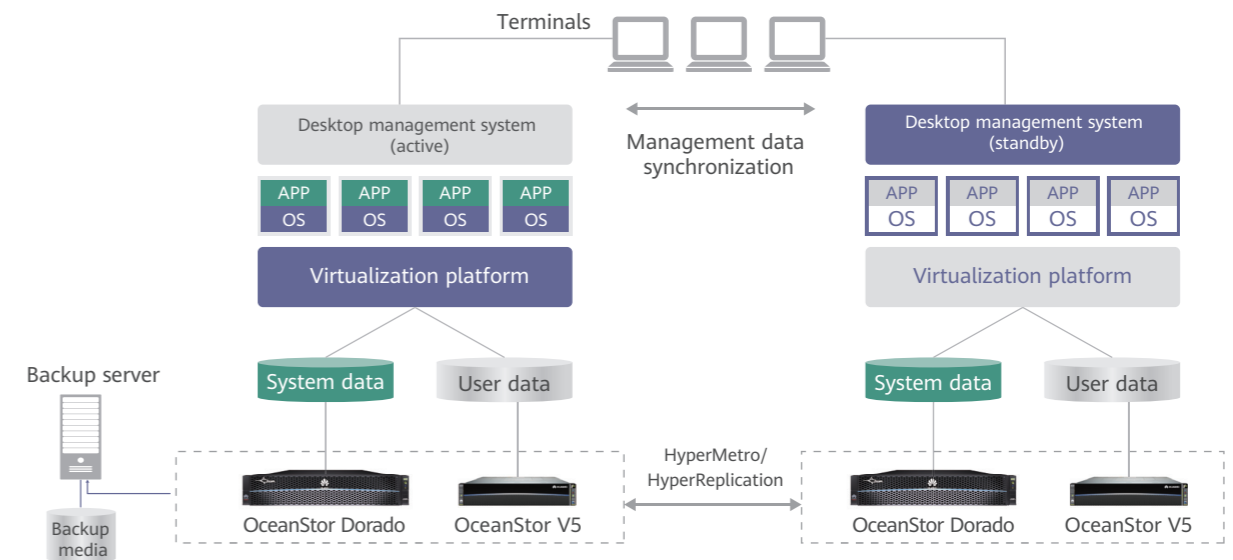 Terminals
Desktop management system
(active)
Management data
synchronization
Desktop management system
(standby)
APP APP APP APP
OS OS OS OS
APP APP APP APP
OS OS OS OS
Virtualization platform
Virtualization platform
Backup server
System data
User data
System data
User data
HyperMetro/
HyperReplication
OceanStor Dorado
OceanStor V5
OceanStor Dorado
OceanStor V5
Backup
media